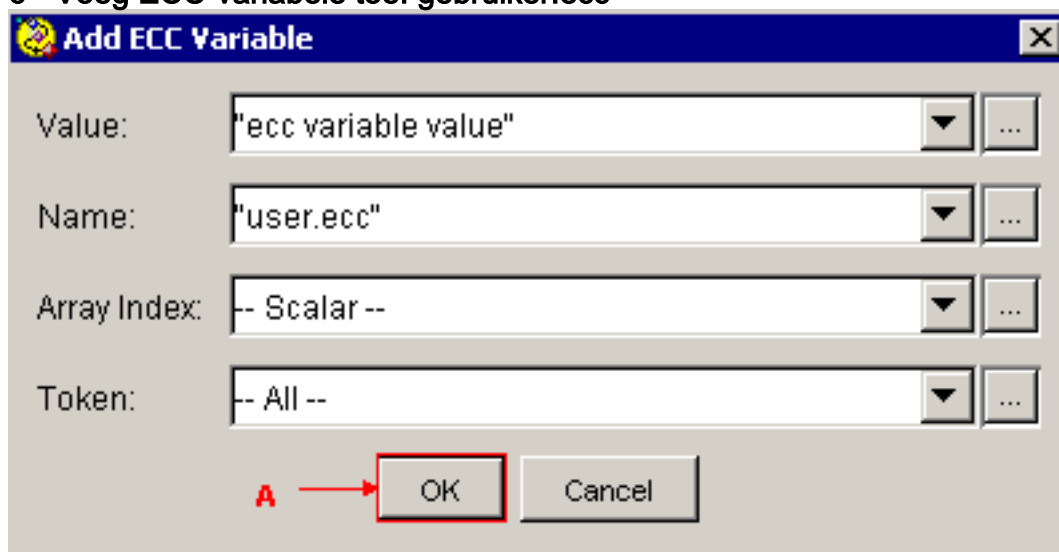 Add ECC Variable
Value: "ecc variable value" ...
Name: "user.ecc" ...
Array Index: -- Scalar -- ...
Token: -- All -- ...
A OK Cancel